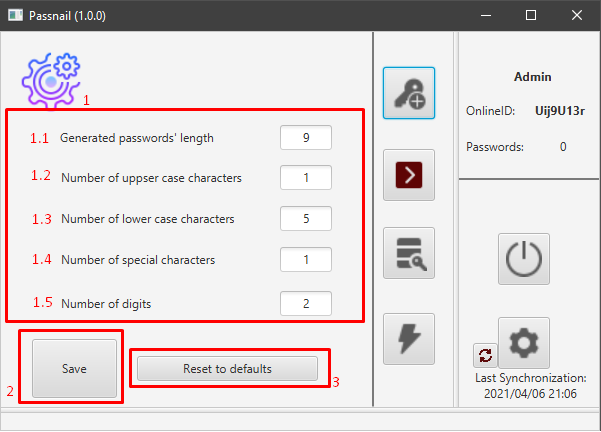 Passnail (1.0.0)
1
1.1 Generated passwords' length 9
1.2 Number of uppser case characters 1
1.3 Number of lower case characters 5
1.4 Number of special characters 1
1.5 Number of digits 2
2 Save
Reset to defaults 3
Admin
OnlineID: Uij9U13r
Passwords: 0
Last Synchronization:
2021/04/06 21:06